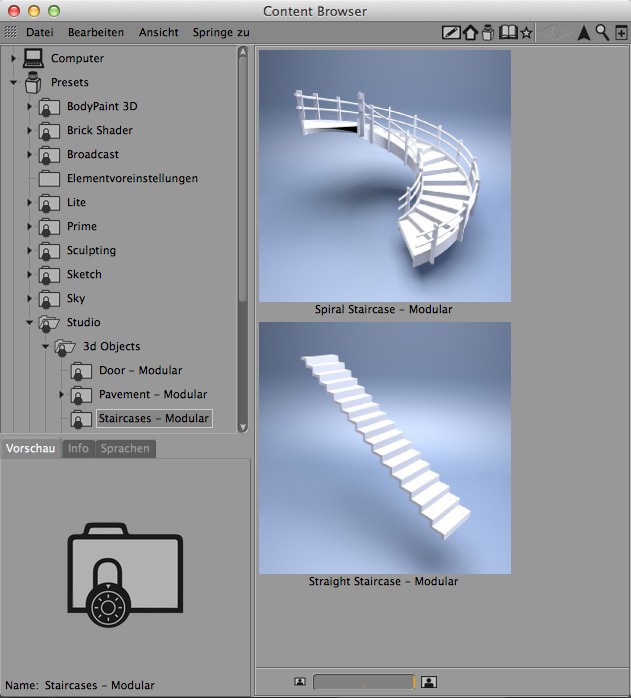 Content Browser
Datei Bearbeiten Ansicht Springe zu
Computer
Presets
BodyPaint 3D
Brick Shader
Broadcast
Elementvoreinstellungen
Lite
Prime
Sculpting
Sketch
Sky
Studio
3d Objects
Door - Modular
Pavement - Modular
Staircases - Modular
Vorschau Info Sprachen
Name: Staircases - Modular
Spiral Staircase - Modular
Straight Staircase - Modular